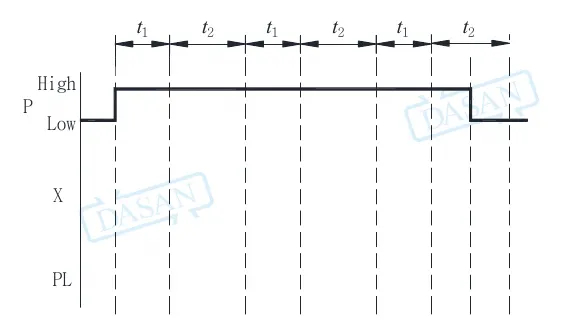 t1 t2 t1 t2 t1 t2
High
P
Low
DASAN
X
DASAN
PL